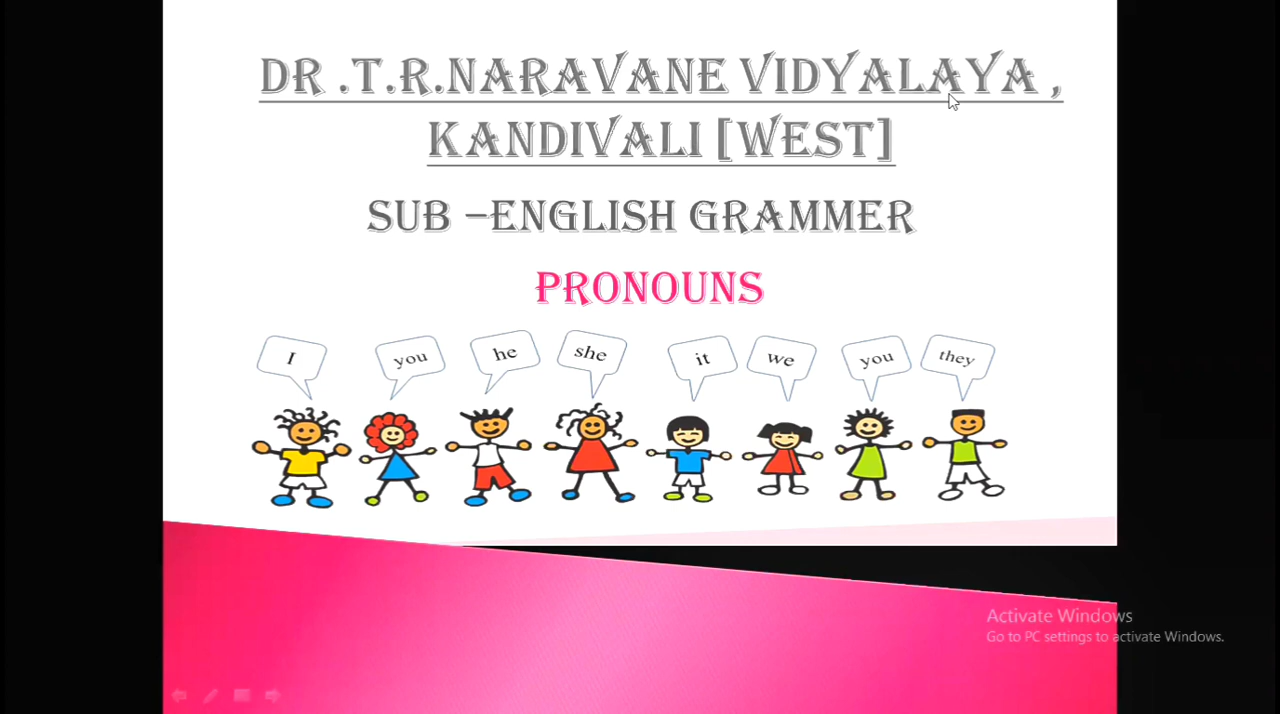 DR .T.R.NARAVANE VIDYALAYA ,
KANDIVALI [WEST]
SUB –ENGLISH GRAMMER
PRONOUNS
I you he she it we you they
Activate Windows
Go to PC settings to activate Windows.